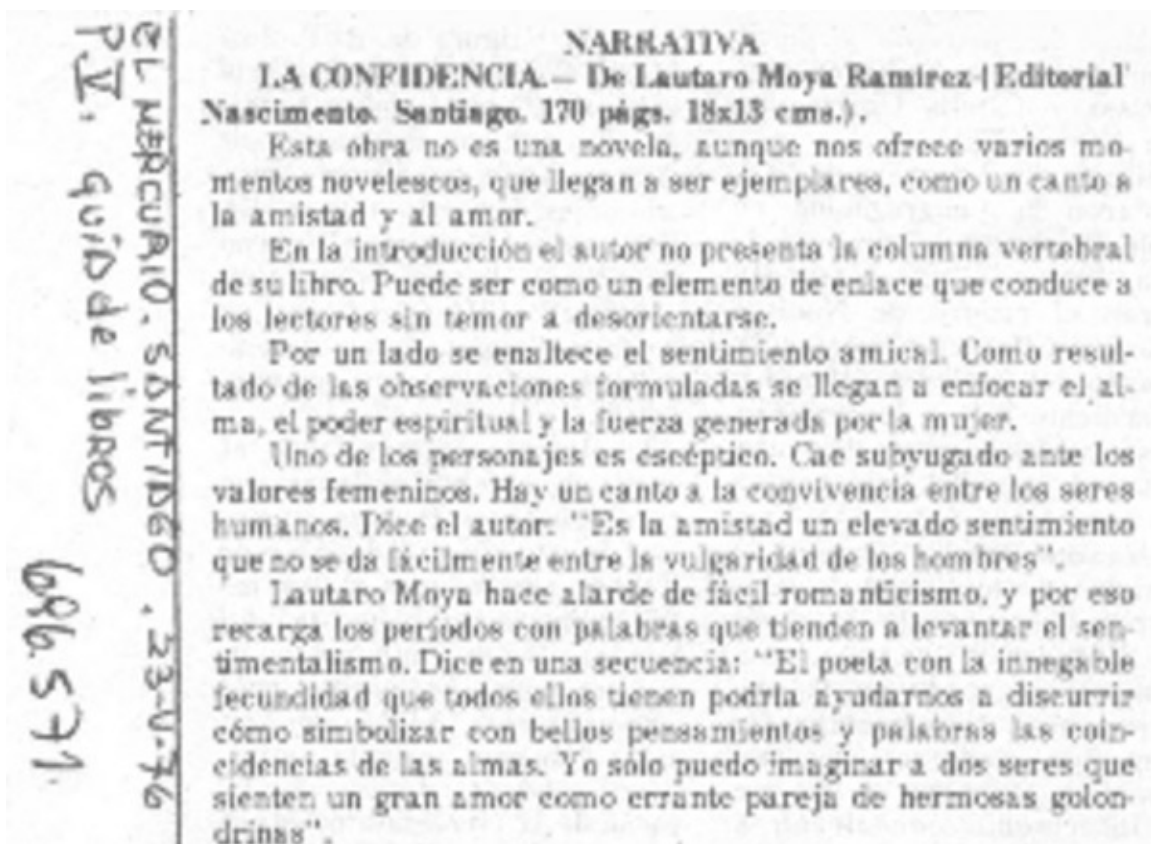 NARRATIVA
LA CONFIDENCIA.— De Lautaro Moya Ramírez (Editorial
Nascimento. Santiago. 170 págs. 18x13 cms.).
Esta obra no es una novela, aunque nos ofrece varios mo-
mentos novelescos, que llegan a ser ejemplares, como un canto a
la amistad y al amor.
En la introducción el autor no presenta la columna vertebral
de su libro. Puede ser como un elemento de enlace que conduce a
los lectores sin temor a desorientarse.
Por un lado se enaltece el sentimiento amical. Como resul-
tado de las observaciones formuladas se llegan a enfocar el al-
ma, el poder espiritual y la fuerza generada por la mujer.
Uno de los personajes es escéptico. Cae subyugado ante los
valores femeninos. Hay un canto a la convivencia entre los seres
humanos. Dice el autor: "Es la amistad un elevado sentimiento
que no se da fácilmente entre la vulgaridad de los hombres".
Lautaro Moya hace alarde de fácil romanticismo, y por eso
recarga los períodos con palabras que tienden a levantar el sen-
timentalismo. Dice en una secuencia: "El poeta con la innegable
fecundidad que todos ellos tienen podría ayudarnos a discurrir
cómo simbolizar con bellos pensamientos y palabras las coin-
cidencias de las almas. Yo sólo puedo imaginar a dos seres que
sienten un gran amor como errante pareja de hermosas golon-
drinas".
el MERCURIO. SANTIAGO. 23-V-76
P.V. guía de libros 686.571